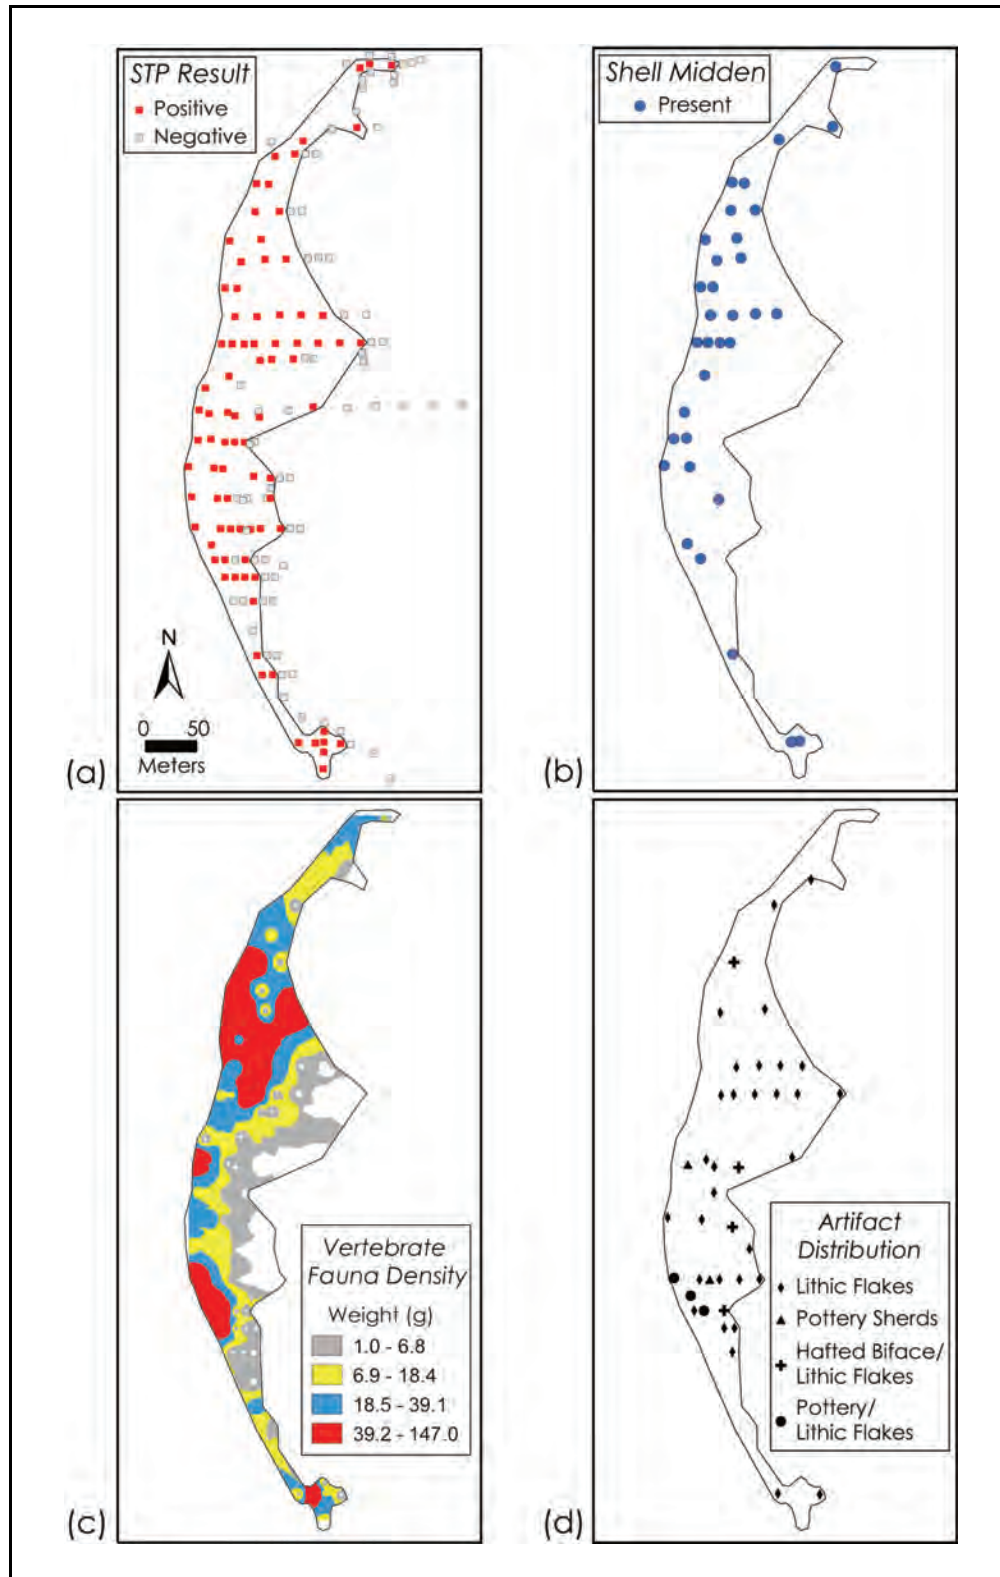 STP Result
Positive
Negative
N
0 50
Meters
(a)
Shell Midden
Present
(b)
Vertebrate
Fauna Density
Weight (g)
1.0 - 6.8
6.9 - 18.4
18.5 - 39.1
39.2 - 147.0
(c)
Artifact
Distribution
Lithic Flakes
Pottery Sherds
Hafted Biface/
Lithic Flakes
Pottery/
Lithic Flakes
(d)